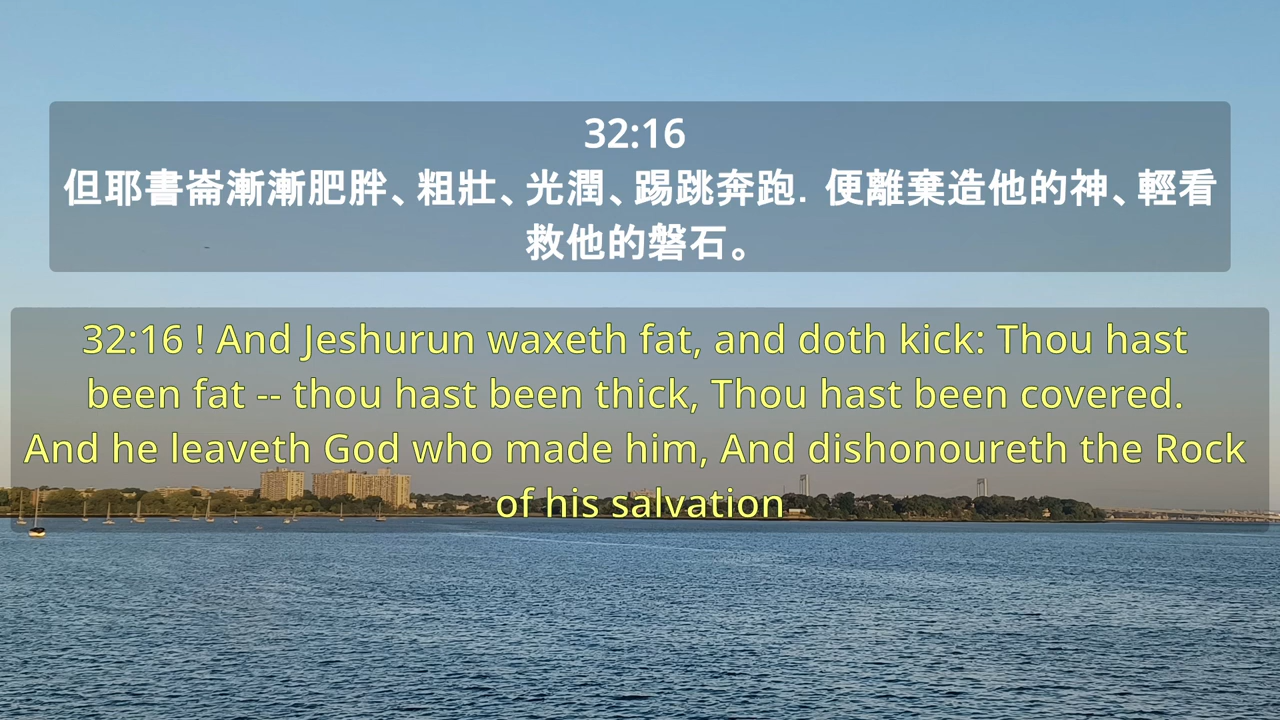 32:16
但耶書崙漸漸肥胖、粗壯、光潤、踢跳奔跑. 便離棄造他的神、輕看
救他的磐石。
32:16 ! And Jeshurun waxeth fat, and doth kick: Thou hast
been fat -- thou hast been thick, Thou hast been covered.
And he leaveth God who made him, And dishonoureth the Rock
of his salvation